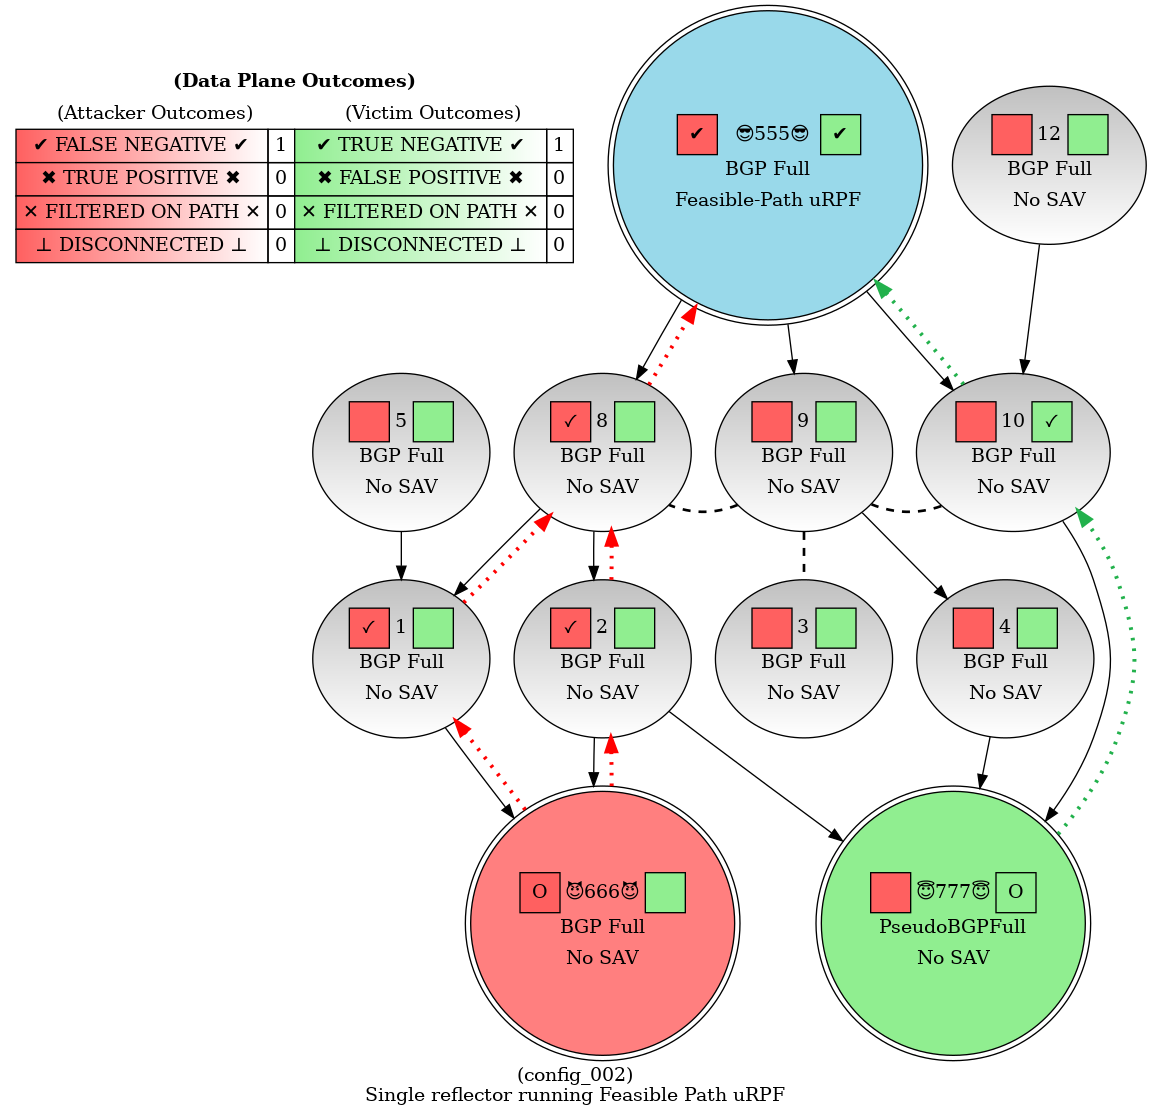 (Data Plane Outcomes)
(Attacker Outcomes) (Victim Outcomes)
✔ FALSE NEGATIVE ✔ 1 ✔ TRUE NEGATIVE ✔ 1
✖ TRUE POSITIVE ✖ 0 ✖ FALSE POSITIVE ✖ 0
✕ FILTERED ON PATH ✕ 0 ✕ FILTERED ON PATH ✕ 0
⊥ DISCONNECTED ⊥ 0 ⊥ DISCONNECTED ⊥ 0
✔ 😎555😎 ✔
BGP Full
Feasible-Path uRPF
12
BGP Full
No SAV
5
BGP Full
No SAV
✓ 8
BGP Full
No SAV
9
BGP Full
No SAV
10 ✓
BGP Full
No SAV
✓ 1
BGP Full
No SAV
✓ 2
BGP Full
No SAV
3
BGP Full
No SAV
4
BGP Full
No SAV
O 😈666😈
BGP Full
No SAV
😇777😇 O
PseudoBGPFull
No SAV
(config_002)
Single reflector running Feasible Path uRPF